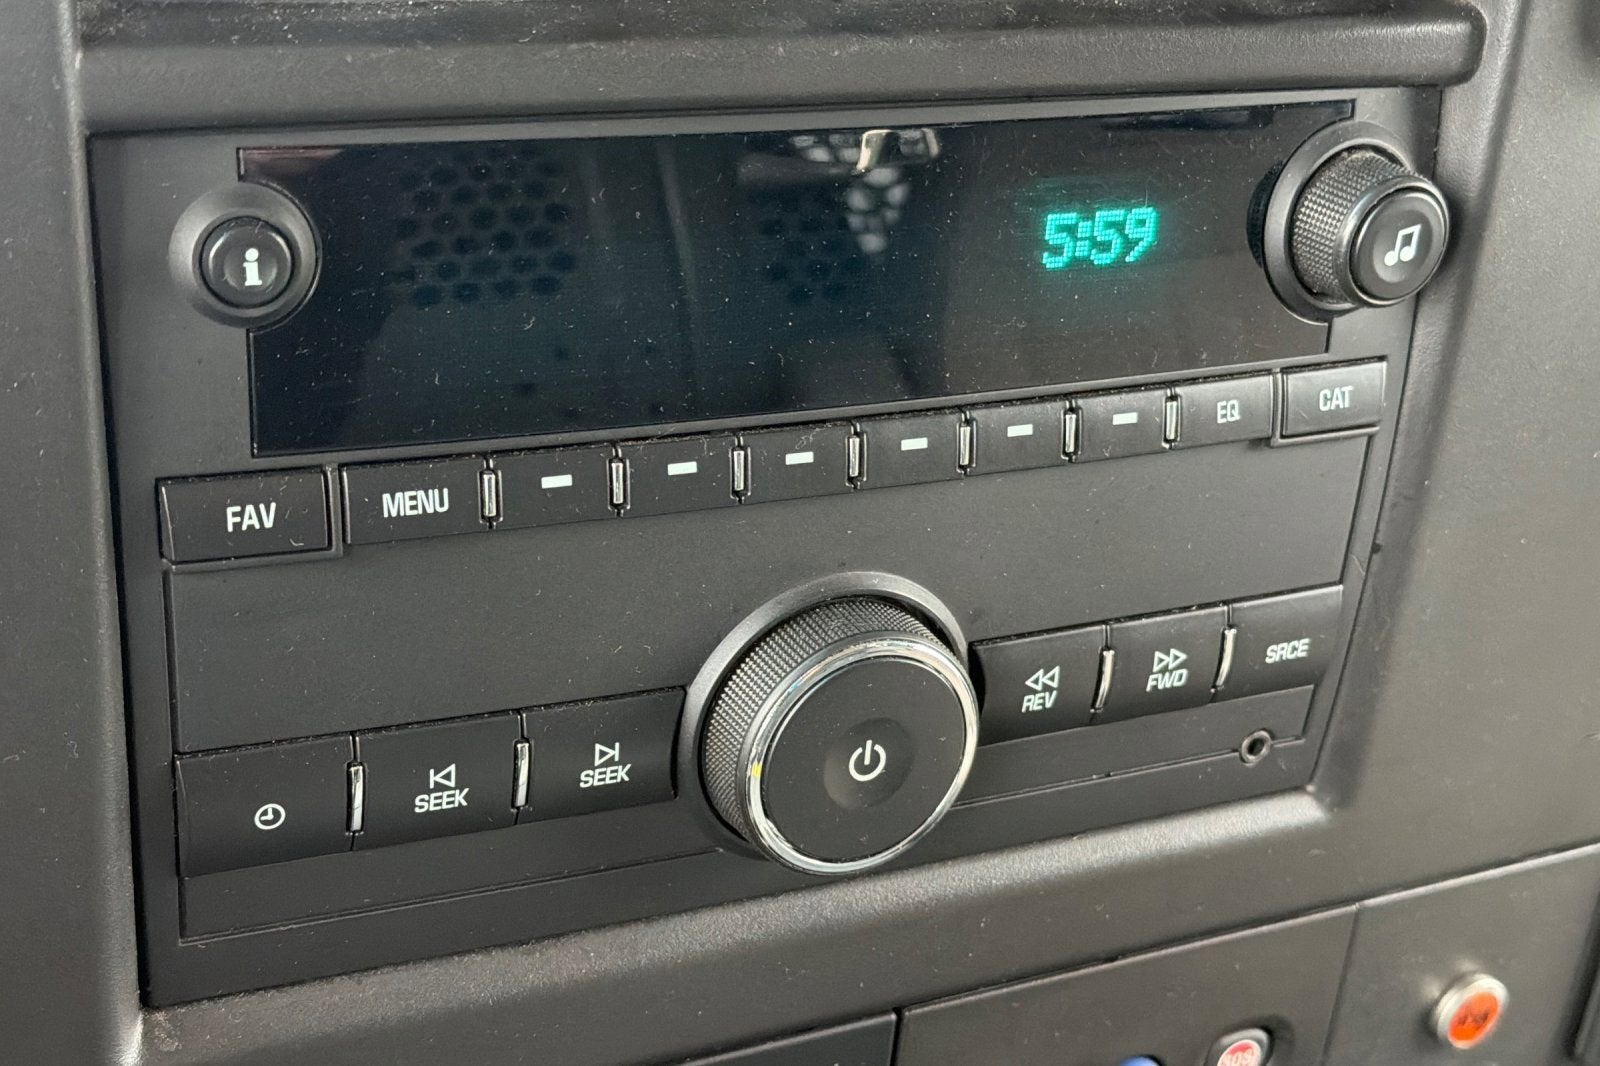 5:59
i
EQ
CAT
FAV
MENU
REV
FWD
SRCE
SEEK
SEEK